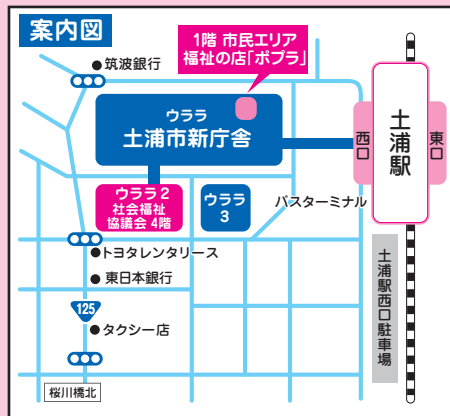 案内図
1階 市民エリア
福祉の店「ポプラ」
筑波銀行
ウララ
土浦市新庁舎
西口
土浦駅
東口
ウララ2
社会福祉
協議会 4階
ウララ
3
バスターミナル
トヨタレンタリース
東日本銀行
土浦駅西口駐車場
125
タクシー店
桜川橋北